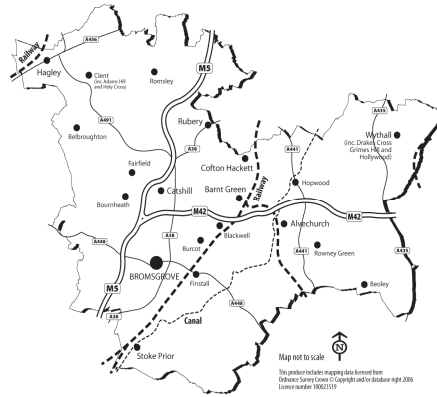 A456
Railway
Hagley
Clent
(inc. Adams Hill
and Holy Cross)
Romsley
M5
A435
A491
Rubery
Wythall
(inc. Drakes Cross
Grimes Hill and
Hollywood)
Belbroughton
A38
Cofton Hackett
A441
Fairfield
Railway
Catshill
Barnt Green
Hopwood
Bournheath
M42
M42
Alvechurch
Blackwell
A448
A38
Burcot
Rowney Green
A441
A435
BROMSGROVE
Finstall
Beoley
M5
A448
A38
Canal
Stoke Prior
Map not to scale
N
This produce includes mapping data licensed from
Ordnance Survey Crown © Copyright and/or database right 2006
Licence number 100023519